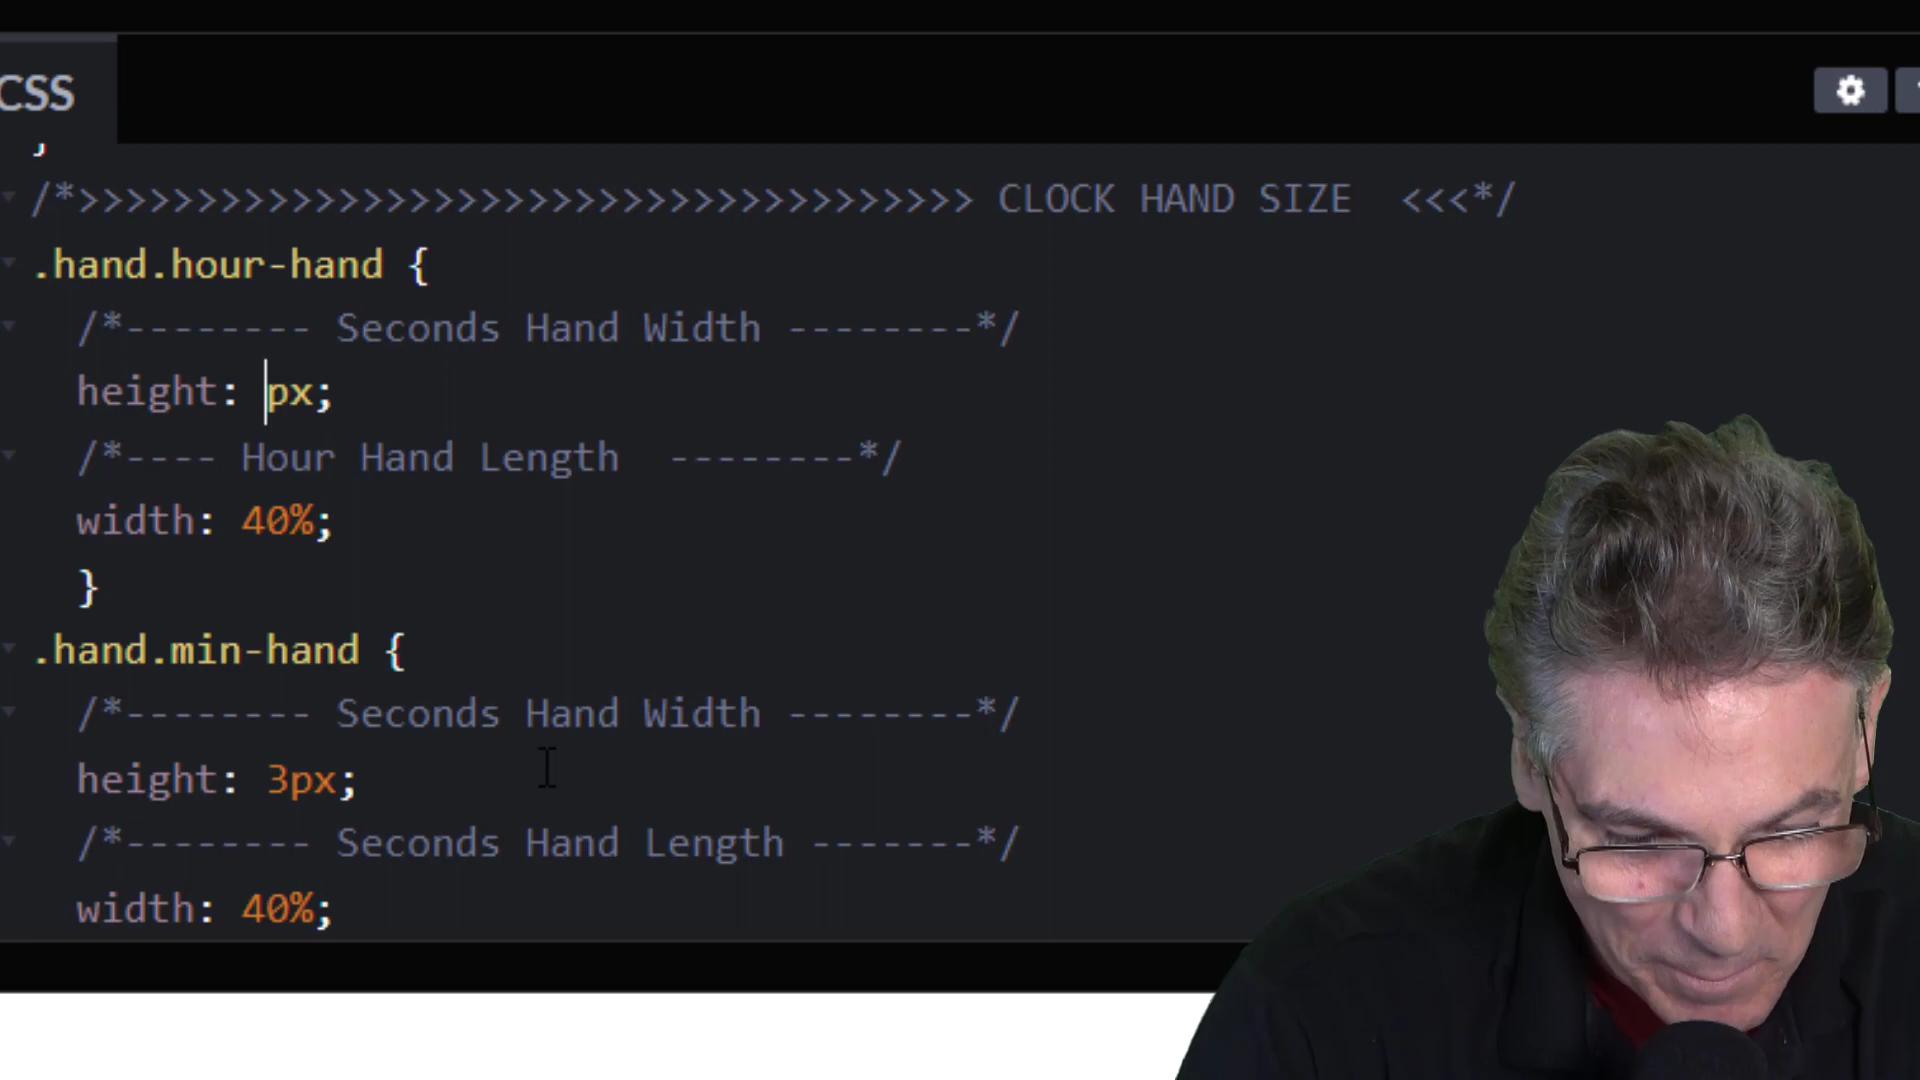 CSS
}
/*>>>>>>>>>>>>>>>>>>>>>>>>>>>>>>>>>>>>>> CLOCK HAND SIZE  <<<*/
.hand.hour-hand {
/*-------- Seconds Hand Width --------*/
height: px;
/*---- Hour Hand Length  --------*/
width: 40%;
}
.hand.min-hand {
/*-------- Seconds Hand Width --------*/
height: 3px;
/*-------- Seconds Hand Length -------*/
width: 40%;